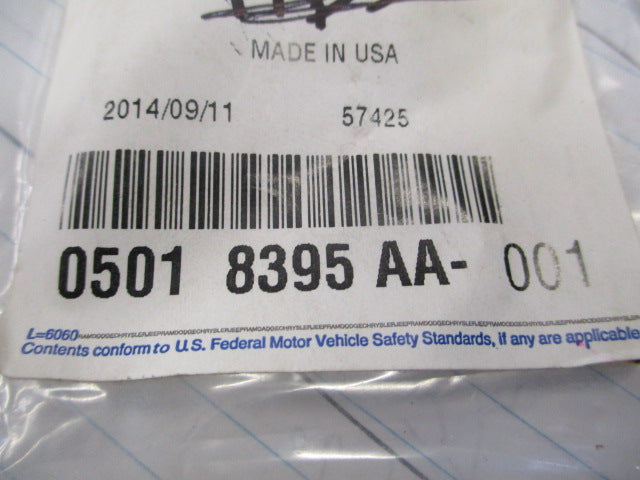 MADE IN USA
2014/09/11 57425
0501 8395 AA- 001
L=6060
Contents conform to U.S. Federal Motor Vehicle Safety Standards, if any are applicable